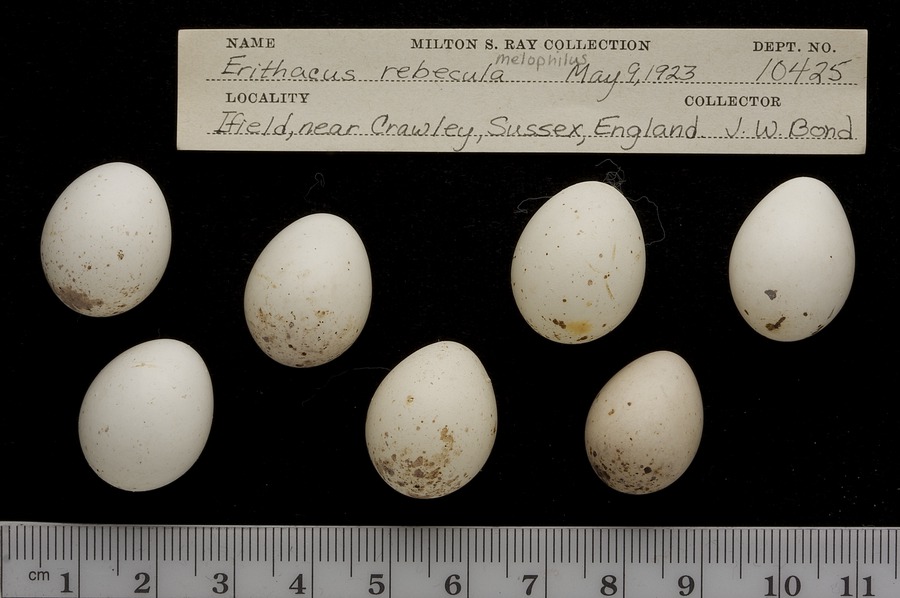 NAME MILTON S. RAY COLLECTION DEPT. NO.
melophilus
Erithacus rebecula May 9, 1923 10425
LOCALITY COLLECTOR
Ifield, near Crawley, Sussex, England J. W. Bond
cm 1 2 3 4 5 6 7 8 9 10 11